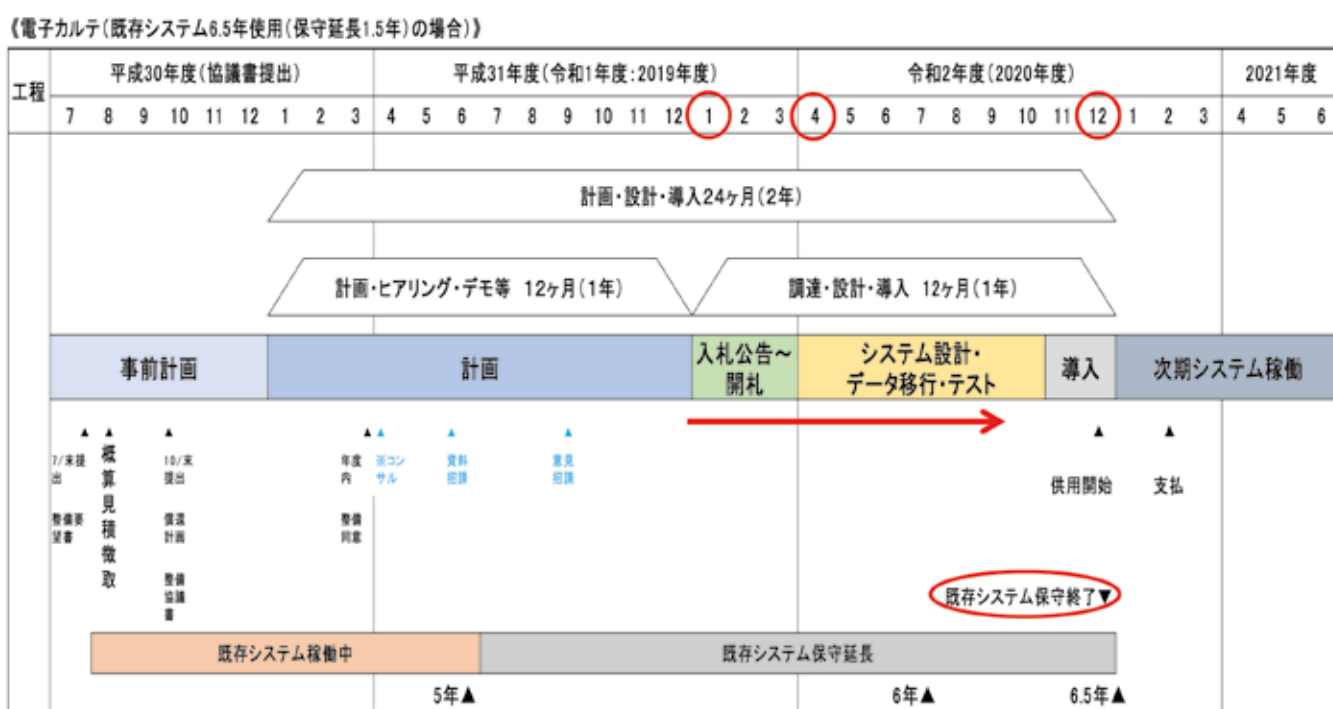 《電子カルテ(既存システム6.5年使用(保守延長1.5年)の場合)》
工程
平成30年度(協議書提出)
平成31年度(令和1年度:2019年度)
令和2年度(2020年度)
2021年度
7 8 9 10 11 12 1 2 3 4 5 6 7 8 9 10 11 12 1 2 3 4 5 6 7 8 9 10 11 12 1 2 3 4 5 6
計画・設計・導入24ヶ月(2年)
計画・ヒアリング・デモ等 12ヶ月(1年)
調達・設計・導入 12ヶ月(1年)
事前計画
計画
入札公告~
開札
システム設計・
データ移行・テスト
導入
次期システム稼働
▲ ▲ ▲ ▲ ▲ ▲ ▲ ▲ ▲
7/末提
出
整備要
望書
概算見積徴取
10/末
提出
償還
計画
整備
協議
書
年度
内
整備
同意
※コン
サル
資料
招請
意見
招請
供用開始
支払
既存システム保守終了▼
既存システム稼働中
既存システム保守延長
5年▲
6年▲
6.5年▲